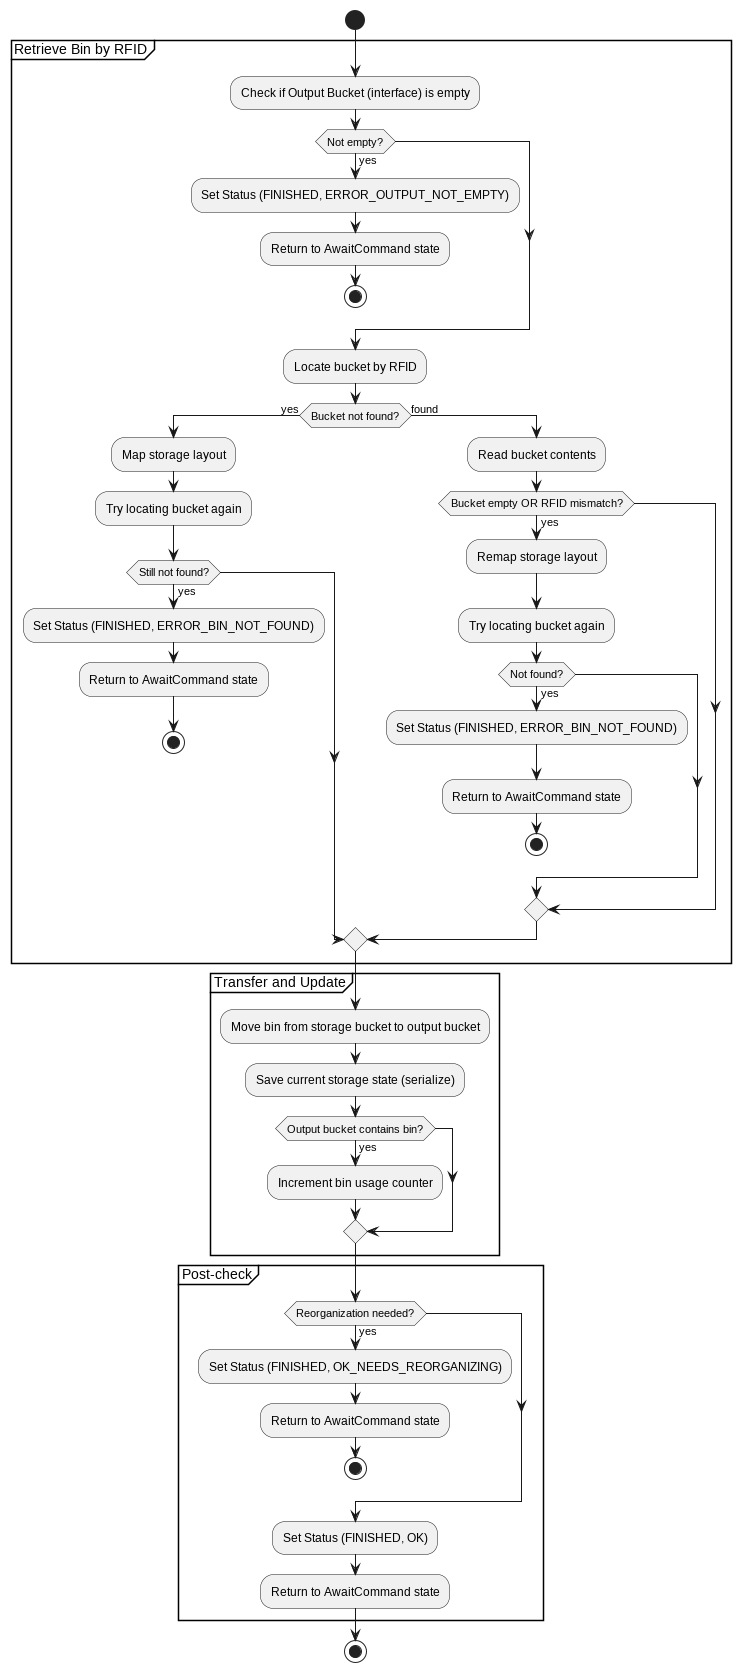 Retrieve Bin by RFID
Check if Output Bucket (interface) is empty
Not empty?
yes
Set Status (FINISHED, ERROR_OUTPUT_NOT_EMPTY)
Return to AwaitCommand state
Locate bucket by RFID
yes
Bucket not found?
found
Map storage layout
Try locating bucket again
Still not found?
yes
Set Status (FINISHED, ERROR_BIN_NOT_FOUND)
Return to AwaitCommand state
Read bucket contents
Bucket empty OR RFID mismatch?
yes
Remap storage layout
Try locating bucket again
Not found?
yes
Set Status (FINISHED, ERROR_BIN_NOT_FOUND)
Return to AwaitCommand state
Transfer and Update
Move bin from storage bucket to output bucket
Save current storage state (serialize)
Output bucket contains bin?
yes
Increment bin usage counter
Post-check
Reorganization needed?
yes
Set Status (FINISHED, OK_NEEDS_REORGANIZING)
Return to AwaitCommand state
Set Status (FINISHED, OK)
Return to AwaitCommand state